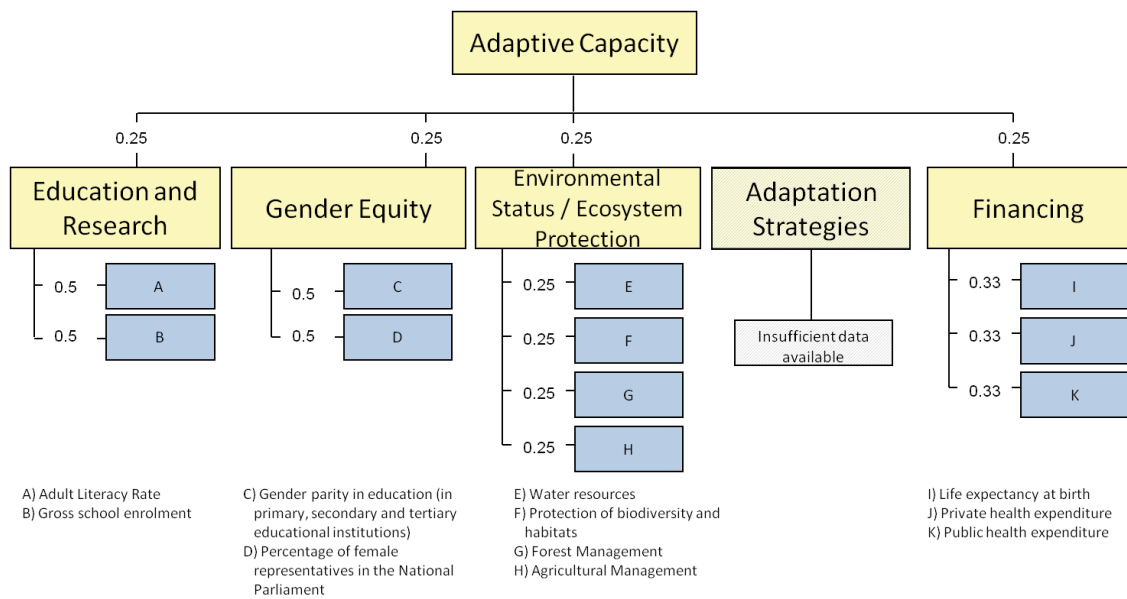 Adaptive Capacity
0.25
0.25
0.25
0.25
Education and
Research
Gender Equity
Environmental
Status / Ecosystem
Protection
Adaptation
Strategies
Financing
0.5
A
0.5
B
0.5
C
0.5
D
0.25
E
0.25
F
0.25
G
0.25
H
Insufficient data
available
0.33
I
0.33
J
0.33
K
A) Adult Literacy Rate
B) Gross school enrolment
C) Gender parity in education (in
primary, secondary and tertiary
educational institutions)
D) Percentage of female
representatives in the National
Parliament
E) Water resources
F) Protection of biodiversity and
habitats
G) Forest Management
H) Agricultural Management
I) Life expectancy at birth
J) Private health expenditure
K) Public health expenditure